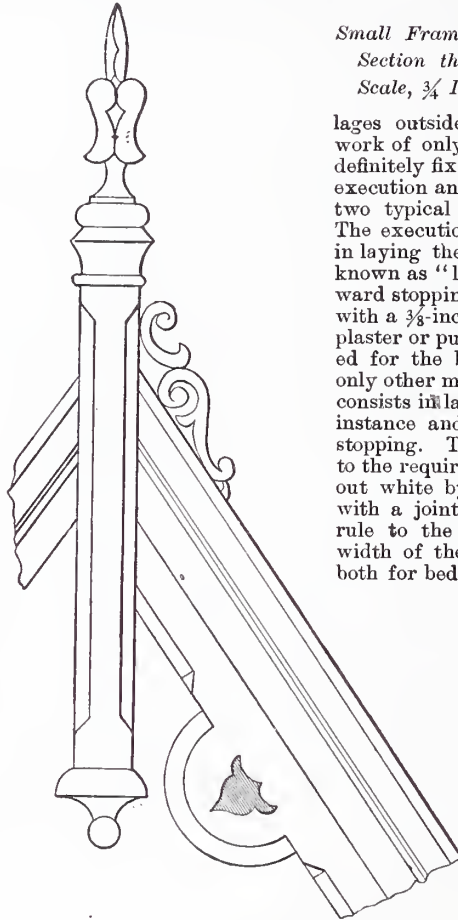 Small Fram
Section th
Scale, ¾ I
lages outside
work of only
definitely fix
execution an
two typical
The executio
in laying the
known as "l
ward stoppin
with a ⅜-inc
plaster or pu
ed for the b
only other m
consists in la
instance and
stopping. T
to the requir
out white by
with a joint
rule to the
width of the
both for bed